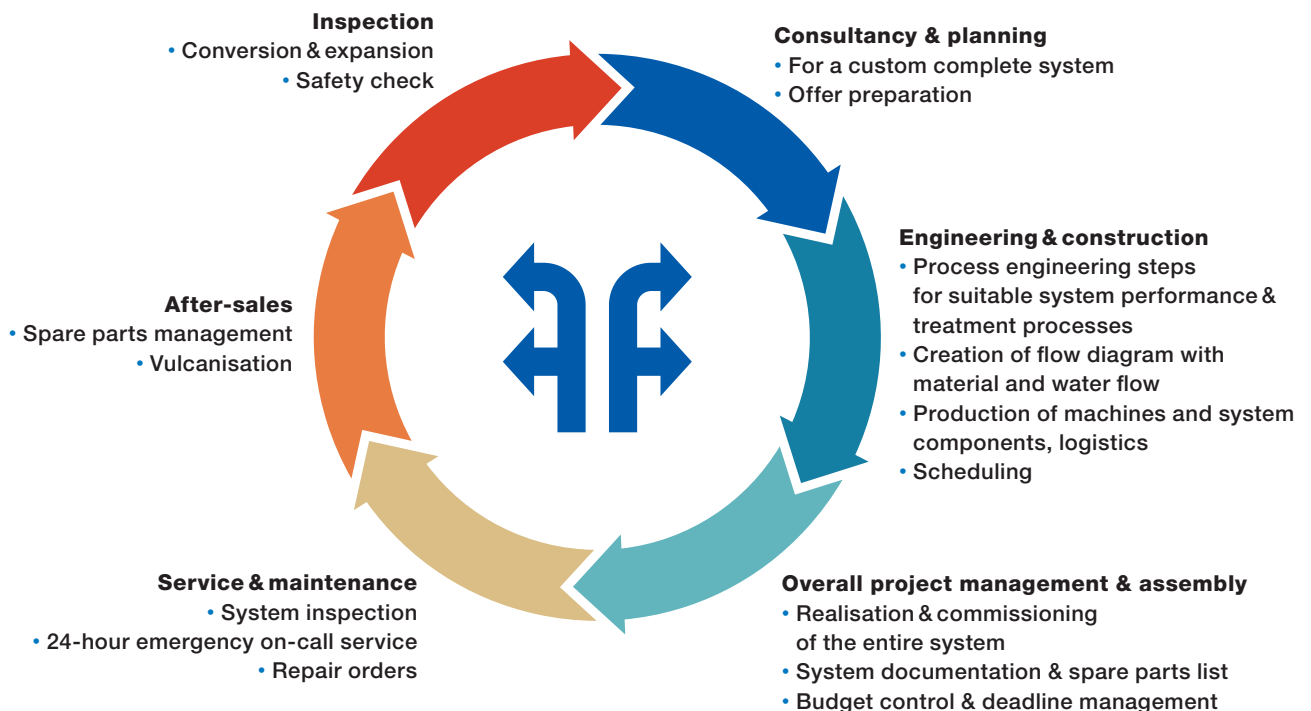 Inspection
• Conversion & expansion
• Safety check
Consultancy & planning
• For a custom complete system
• Offer preparation
Engineering & construction
• Process engineering steps
for suitable system performance &
treatment processes
• Creation of flow diagram with
material and water flow
• Production of machines and system
components, logistics
• Scheduling
Overall project management & assembly
• Realisation & commissioning
of the entire system
• System documentation & spare parts list
• Budget control & deadline management
Service & maintenance
• System inspection
• 24-hour emergency on-call service
• Repair orders
After-sales
• Spare parts management
• Vulcanisation